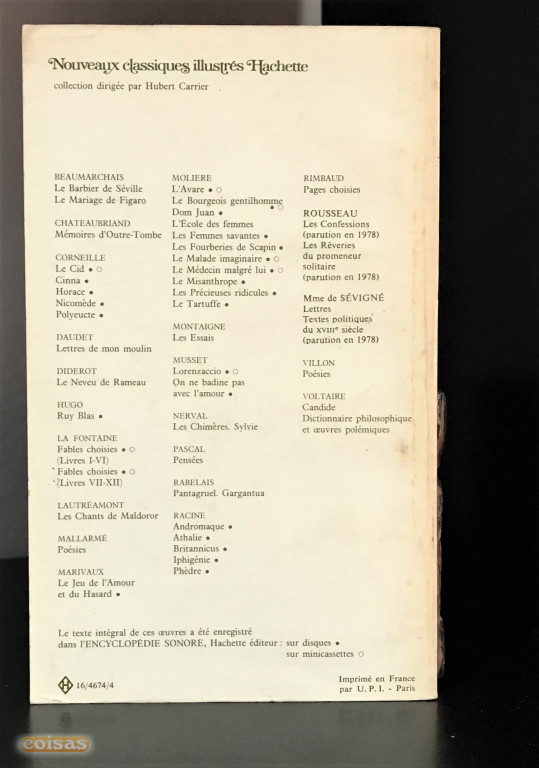 Nouveaux classiques illustrés Hachette
collection dirigée par Hubert Carrier
BEAUMARCHAIS
Le Barbier de Séville
Le Mariage de Figaro
CHATEAUBRIAND
Mémoires d'Outre-Tombe
CORNEILLE
Le Cid ● ○
Cinna ●
Horace ●
Nicomède ●
Polyeucte ●
DAUDET
Lettres de mon moulin
DIDEROT
Le Neveu de Rameau
HUGO
Ruy Blas ●
LA FONTAINE
Fables choisies ● ○
(Livres I-VI)
Fables choisies ● ○
(Livres VII-XII)
LAUTRÉAMONT
Les Chants de Maldoror
MALLARMÉ
Poésies
MARIVAUX
Le Jeu de l'Amour
et du Hasard ●
MOLIERE
L'Avare ● ○
Le Bourgeois gentilhomme
● ○
Dom Juan ●
L'École des femmes
Les Femmes savantes ●
Les Fourberies de Scapin ●
Le Malade imaginaire ● ○
Le Médecin malgré lui ● ○
Le Misanthrope ●
Les Précieuses ridicules ●
Le Tartuffe ●
MONTAIGNE
Les Essais
MUSSET
Lorenzaccio ● ○
On ne badine pas
avec l'amour ●
NERVAL
Les Chimères. Sylvie
PASCAL
Pensées
RABELAIS
Pantagruel. Gargantua
RACINE
Andromaque ●
Athalie ●
Britannicus ●
Iphigénie ●
Phèdre ●
RIMBAUD
Pages choisies
ROUSSEAU
Les Confessions
(parution en 1978)
Les Rêveries
du promeneur
solitaire
(parution en 1978)
Mme de SÉVIGNÉ
Lettres
Textes politiques
du XVIIIe siècle
(parution en 1978)
VILLON
Poésies
VOLTAIRE
Candide
Dictionnaire philosophique
et œuvres polémiques
Le texte intégral de ces œuvres a été enregistré
dans l'ENCYCLOPÉDIE SONORE, Hachette éditeur : sur disques ●
sur minicassettes ○
H 16/4674/4
Imprimé en France
par U.P.I. - Paris
coisas